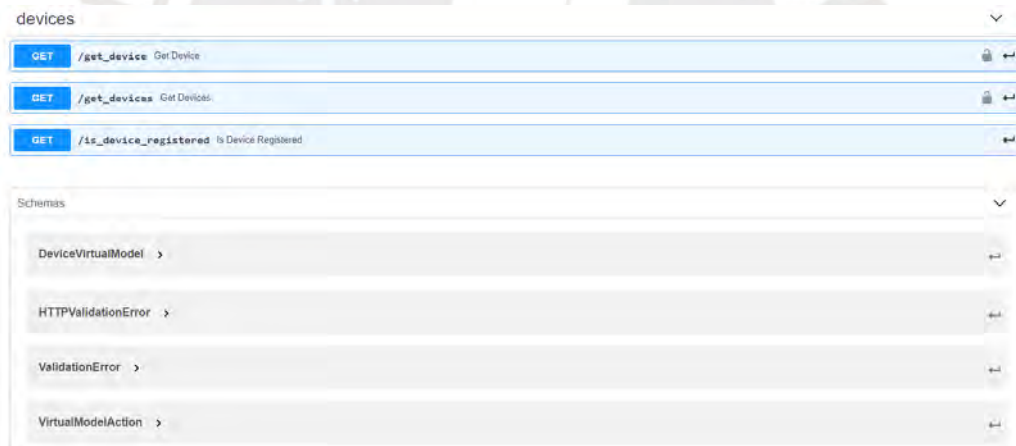 devices
GET /get_device Get Device
GET /get_devices Get Devices
GET /is_device_registered Is Device Registered
Schemas
DeviceVirtualModel
HTTPValidationError
ValidationError
VirtualModelAction